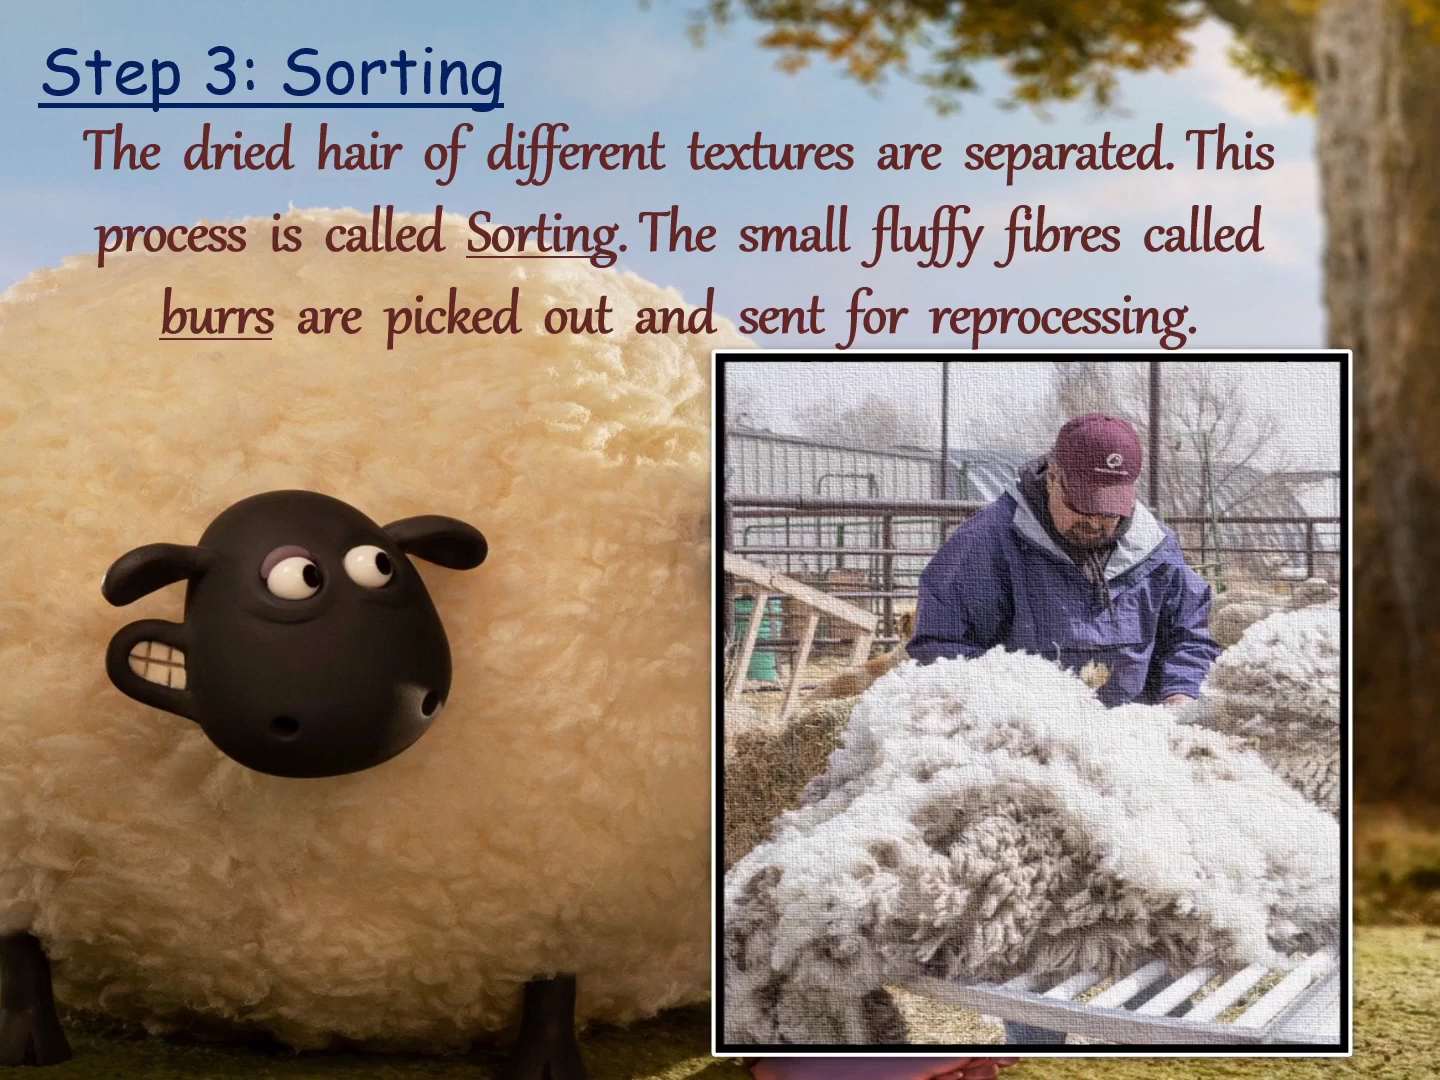 Step 3: Sorting
The dried hair of different textures are separated. This
process is called Sorting. The small fluffy fibres called
burrs are picked out and sent for reprocessing.